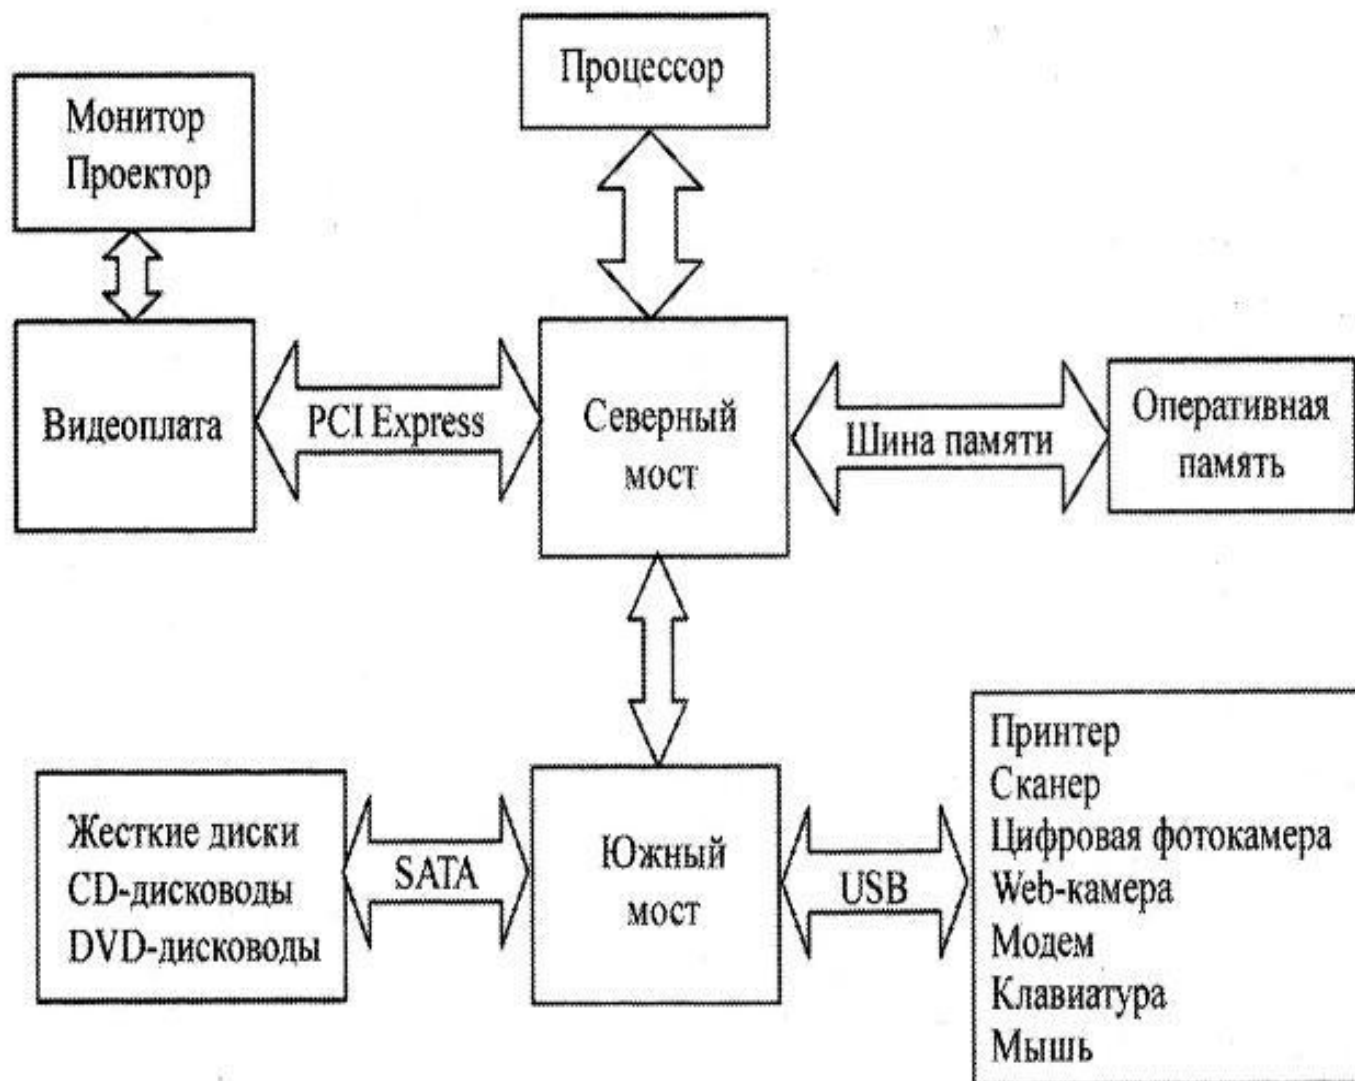 Процессор
Монитор
Проектор
Видеоплата
PCI Express
Северный
мост
Шина памяти
Оперативная
память
Жесткие диски
CD-дисководы
DVD-дисководы
SATA
Южный
мост
USB
Принтер
Сканер
Цифровая фотокамера
Web-камера
Модем
Клавиатура
Мышь